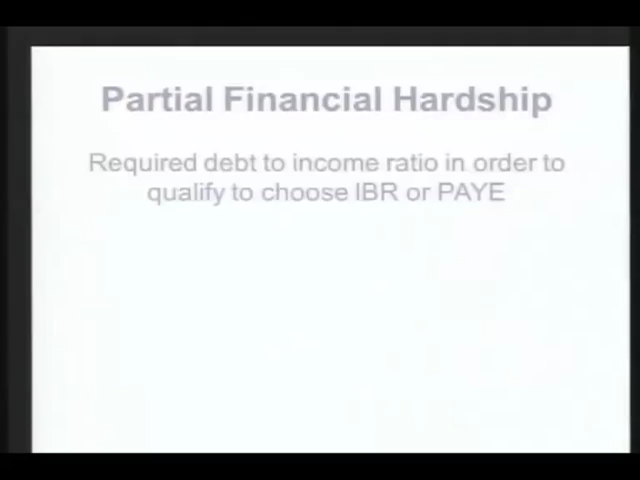 Partial Financial Hardship
Required debt to income ratio in order to
qualify to choose IBR or PAYE